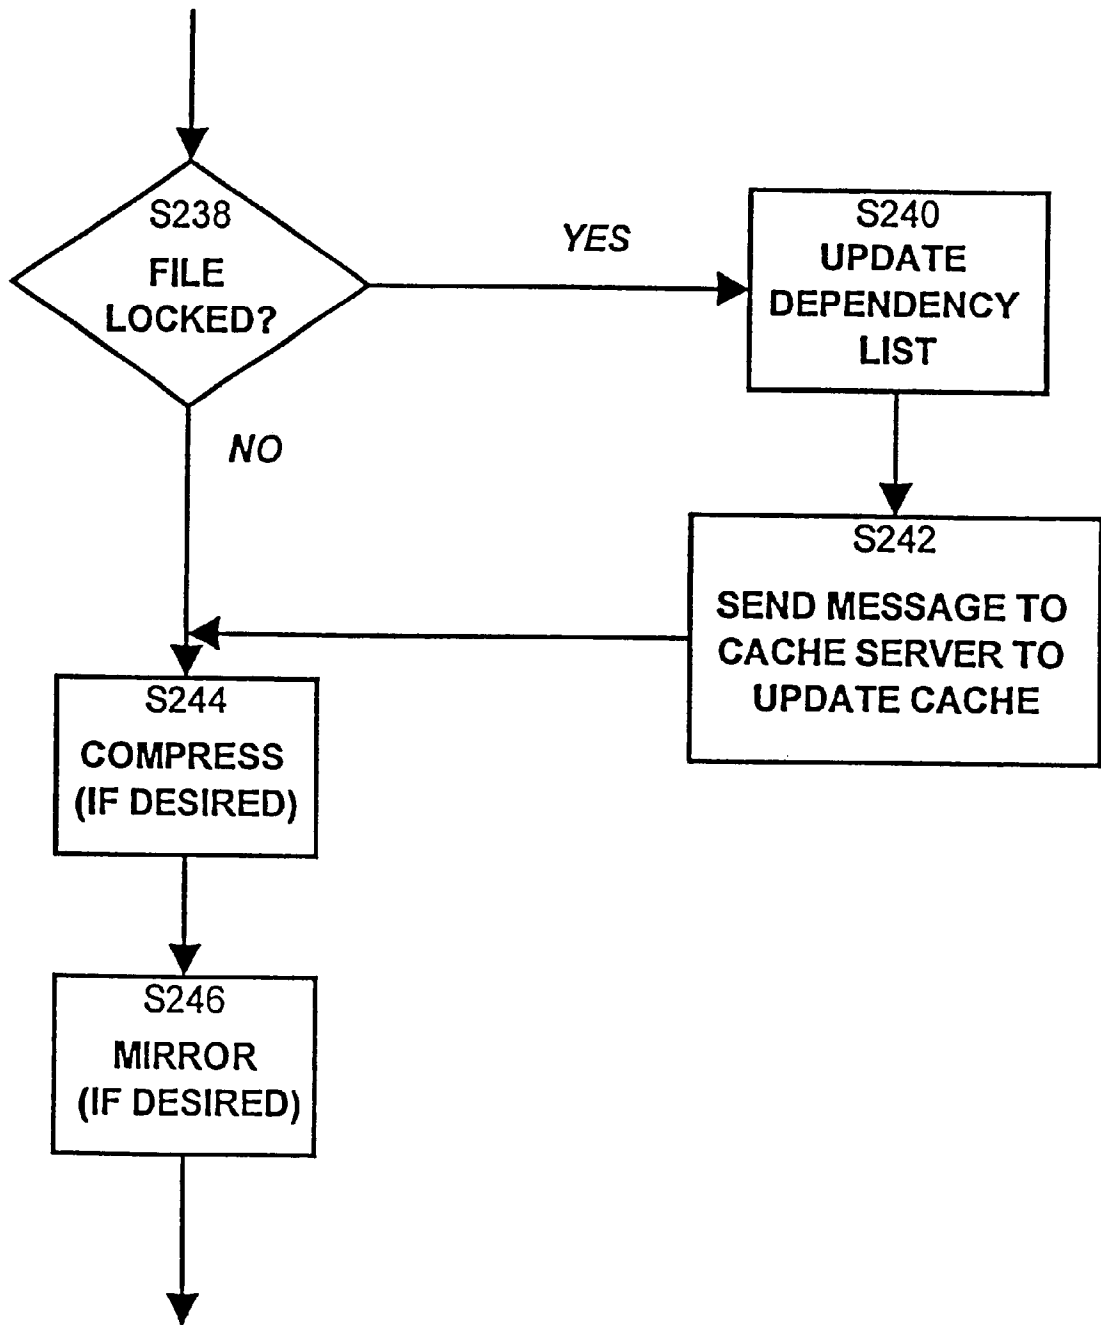 S238
FILE
LOCKED?
YES
S240
UPDATE
DEPENDENCY
LIST
NO
S242
SEND MESSAGE TO
CACHE SERVER TO
UPDATE CACHE
S244
COMPRESS
(IF DESIRED)
S246
MIRROR
(IF DESIRED)